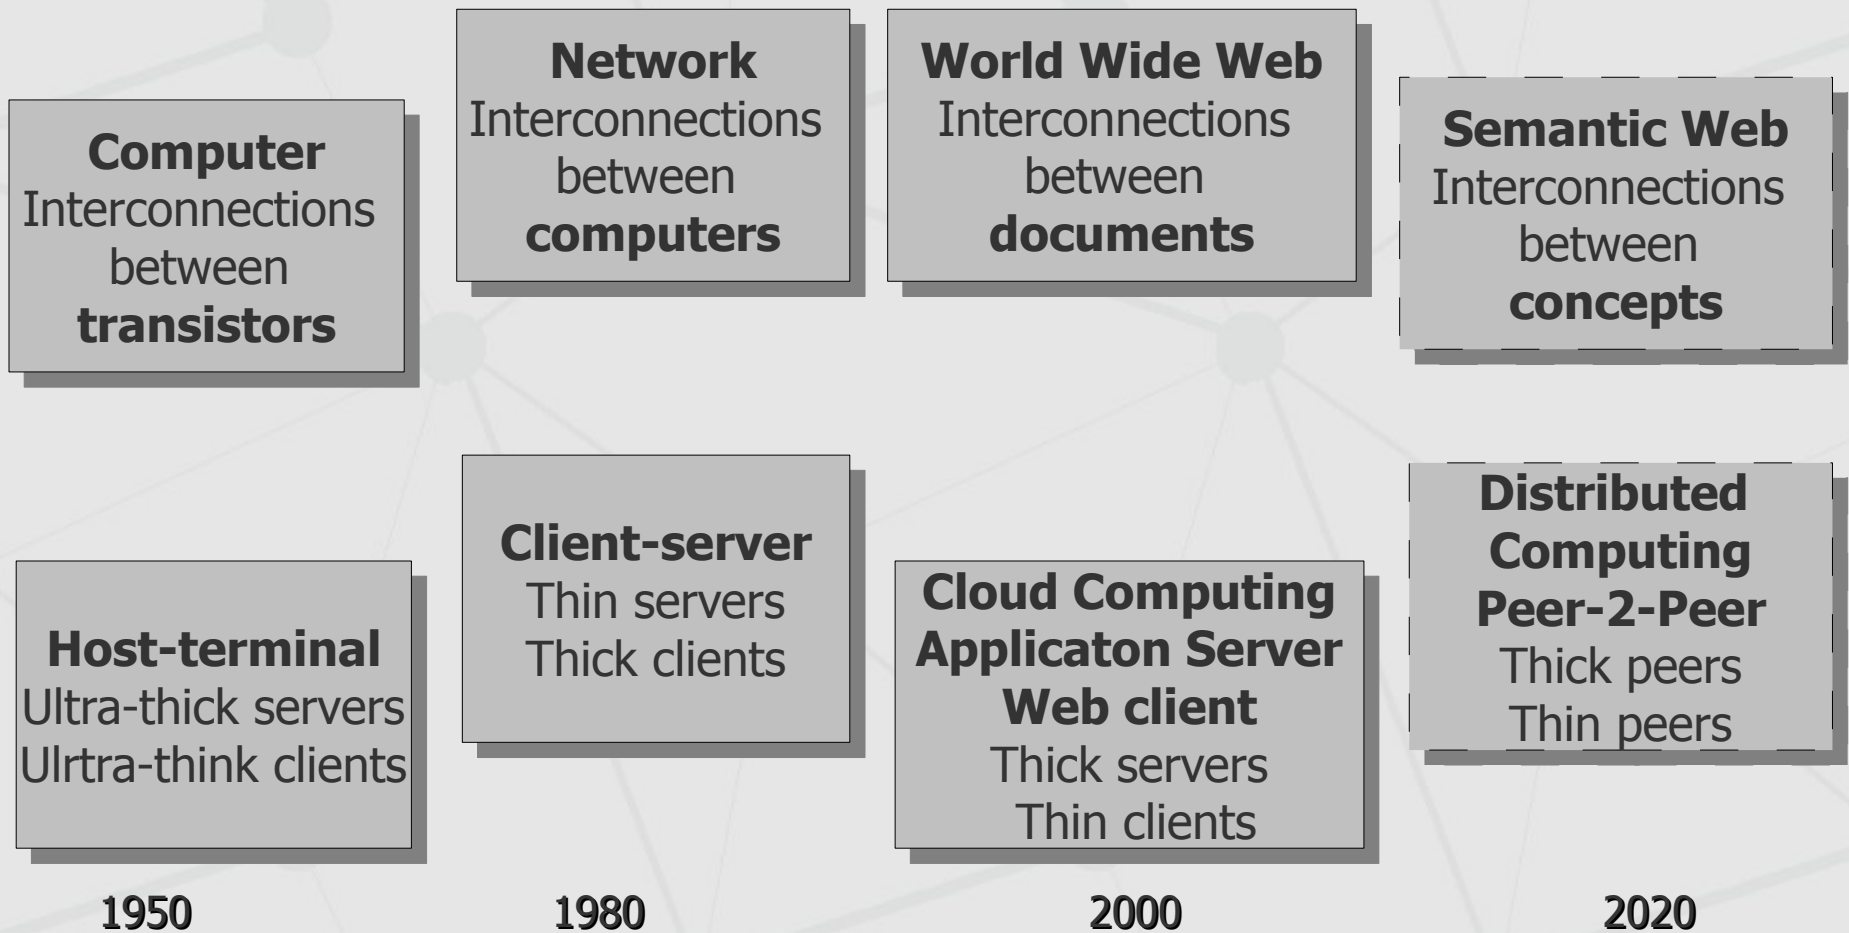 Computer
Interconnections
between
transistors
Network
Interconnections
between
computers
World Wide Web
Interconnections
between
documents
Semantic Web
Interconnections
between
concepts
Host-terminal
Ultra-thick servers
Ulrtra-think clients
Client-server
Thin servers
Thick clients
Cloud Computing
Applicaton Server
Web client
Thick servers
Thin clients
Distributed
Computing
Peer-2-Peer
Thick peers
Thin peers
1950
1980
2000
2020